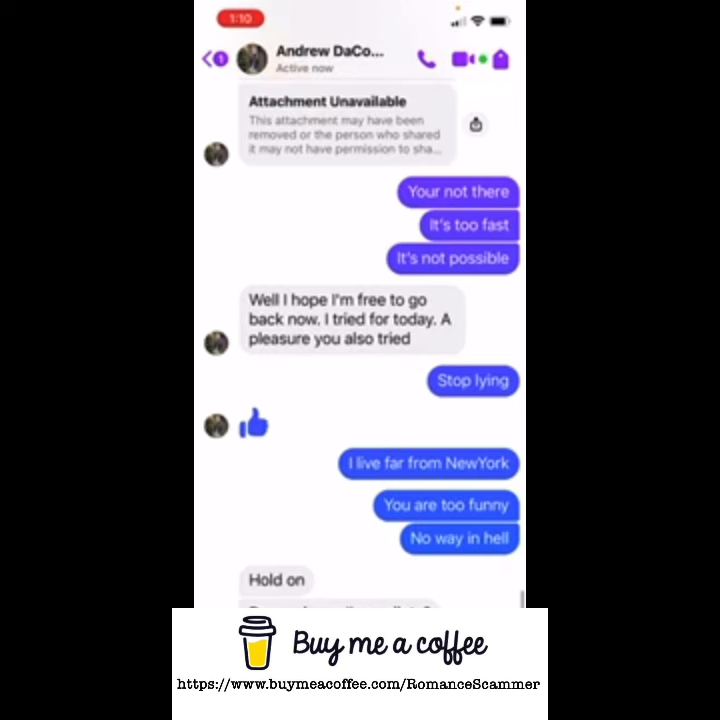 1:10
1
Andrew DaCo...
Active now
Attachment Unavailable
This attachment may have been
removed or the person who shared
it may not have permission to sha...
Your not there
It's too fast
It's not possible
Well I hope I'm free to go
back now. I tried for today. A
pleasure you also tried
Stop lying
I live far from NewYork
You are too funny
No way in hell
Hold on
Buy me a coffee
https://www.buymeacoffee.com/RomanceScammer